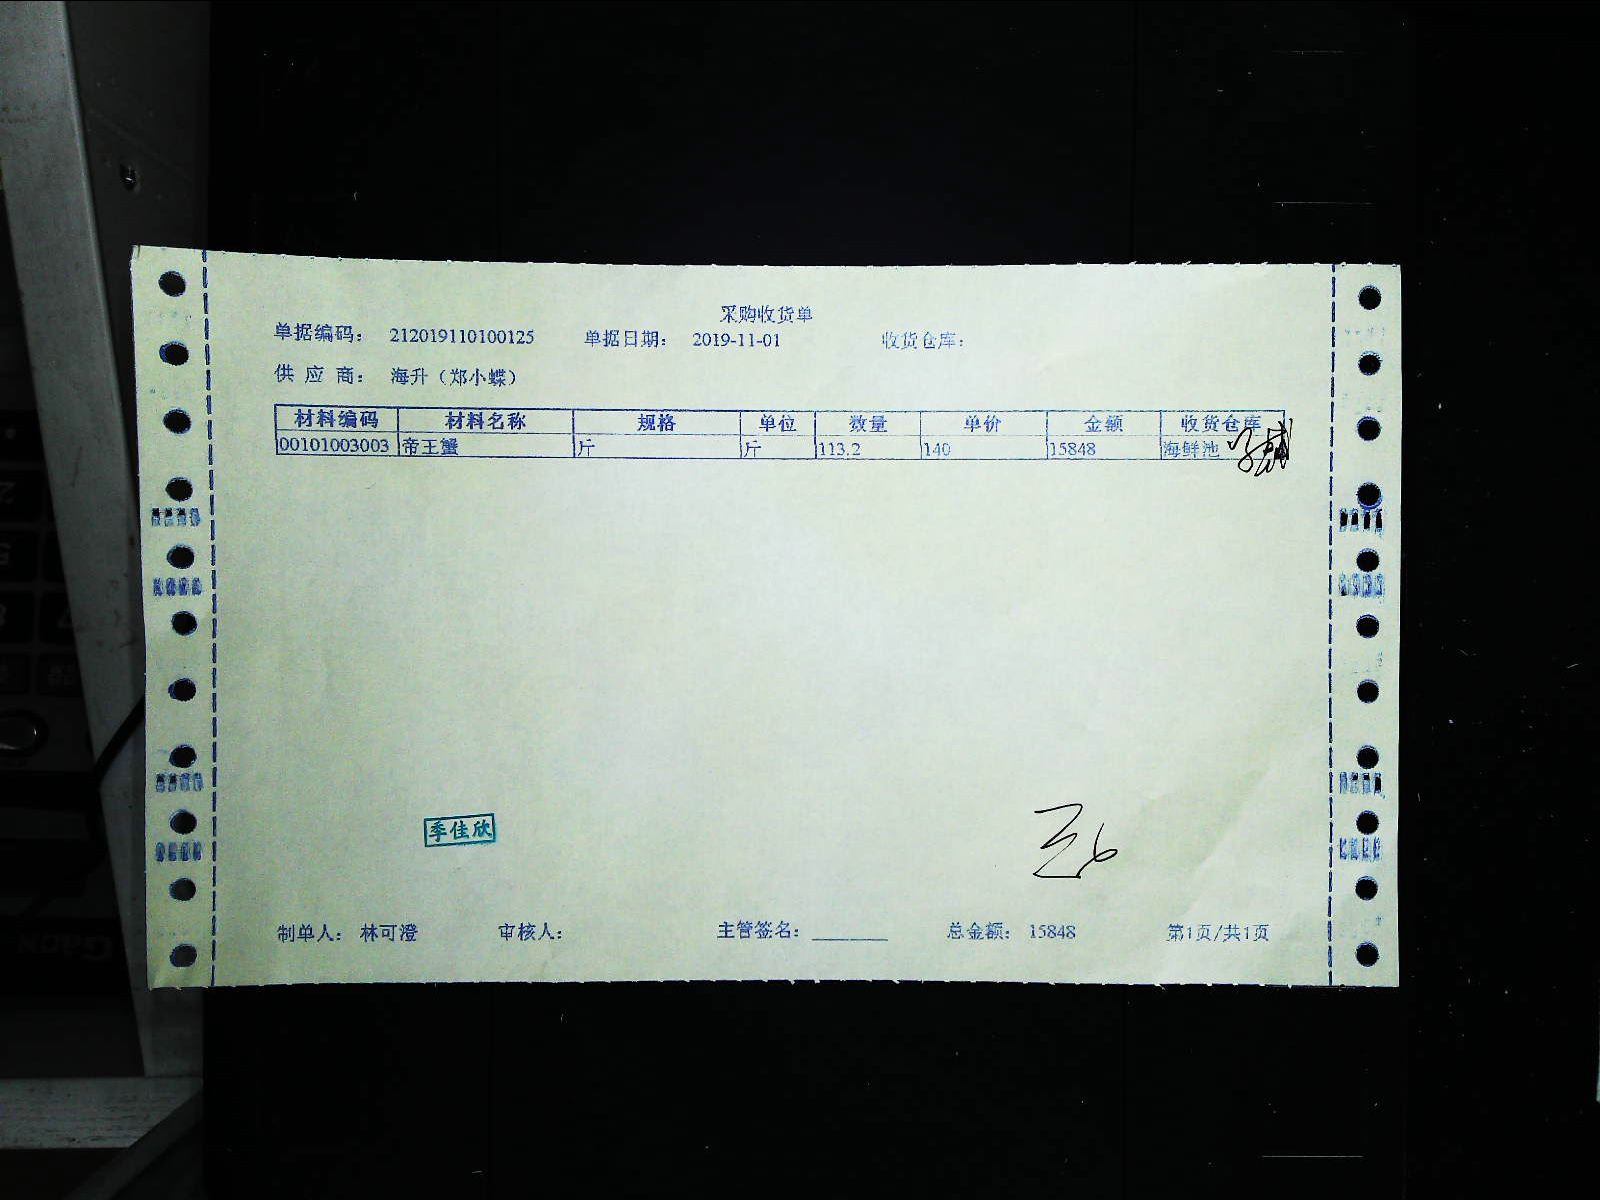 采购收货单
单据编码： 212019110100125 单据日期： 2019-11-01 收货仓库：
供 应 商： 海升（郑小蝶）
材料编码 材料名称 规格 单位 数量 单价 金额 收货仓库
00101003003 帝王蟹 斤 斤 113.2 140 15848 海鲜池
季佳欣
制单人： 林可澄 审核人： 主管签名：________ 总金额： 15848 第1页/共1页